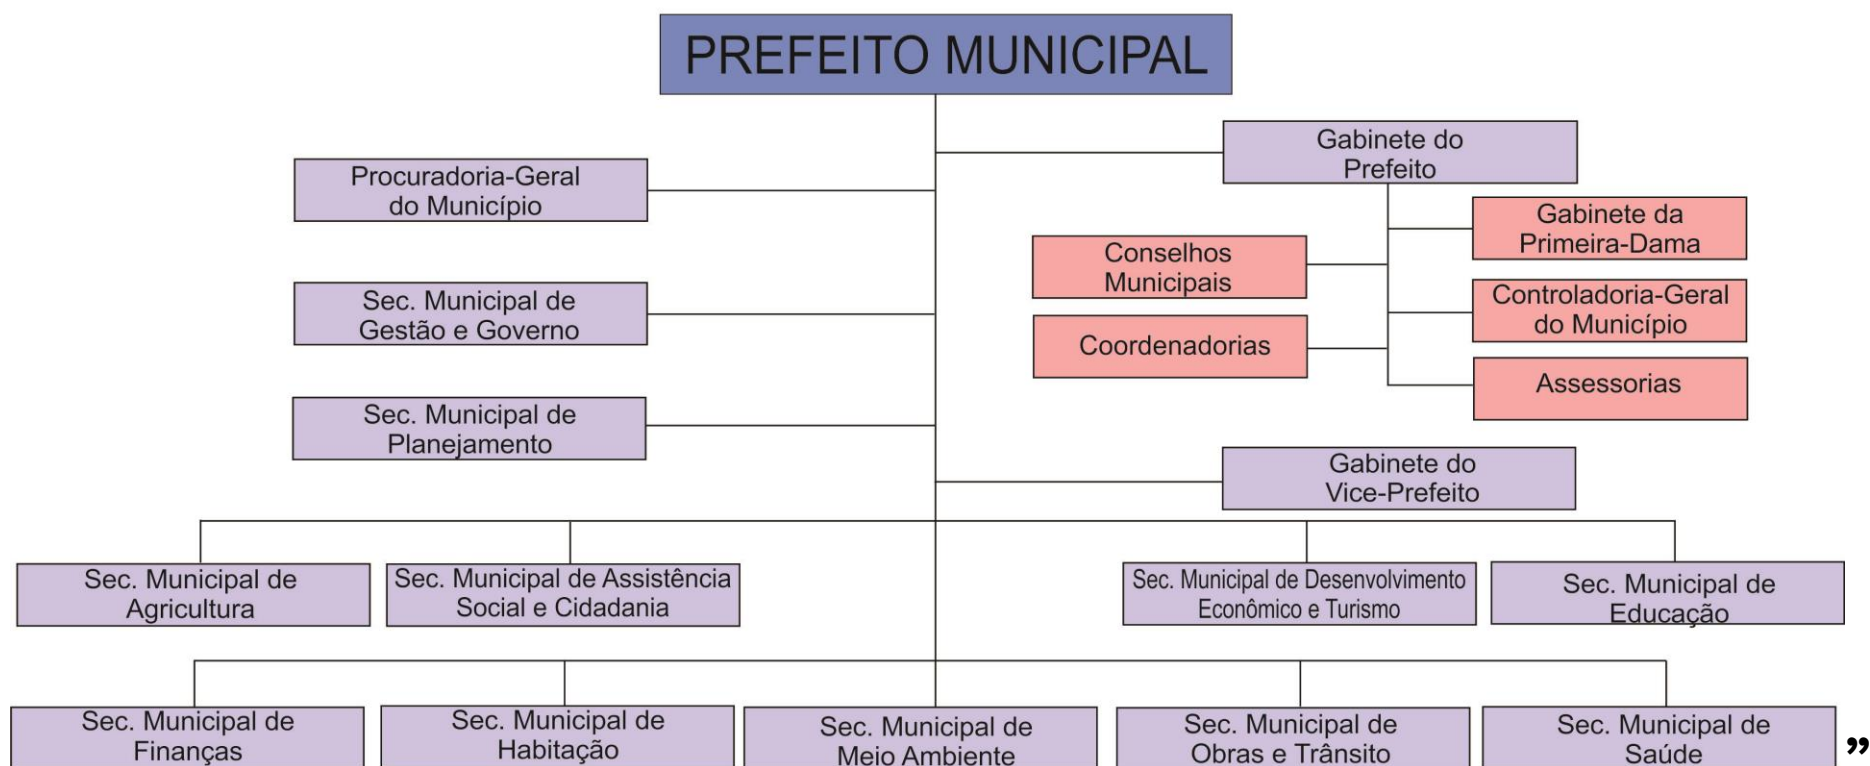 PREFEITO MUNICIPAL
Gabinete do
Prefeito
Procuradoria-Geral
do Município
Gabinete da
Primeira-Dama
Conselhos
Municipais
Sec. Municipal de
Gestão e Governo
Controladoria-Geral
do Município
Coordenadorias
Assessorias
Sec. Municipal de
Planejamento
Gabinete do
Vice-Prefeito
Sec. Municipal de
Agricultura
Sec. Municipal de Assistência
Social e Cidadania
Sec. Municipal de Desenvolvimento
Econômico e Turismo
Sec. Municipal de
Educação
Sec. Municipal de
Finanças
Sec. Municipal de
Habitação
Sec. Municipal de
Meio Ambiente
Sec. Municipal de
Obras e Trânsito
Sec. Municipal de
Saúde
”